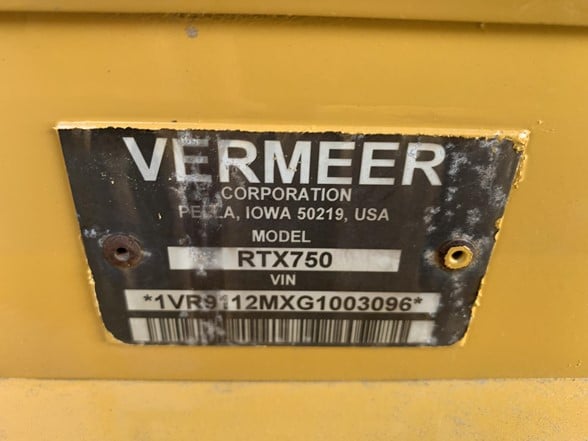 VERMEER
CORPORATION
PELLA, IOWA 50219, USA
MODEL
RTX750
VIN
*1VR9112MXG1003096*